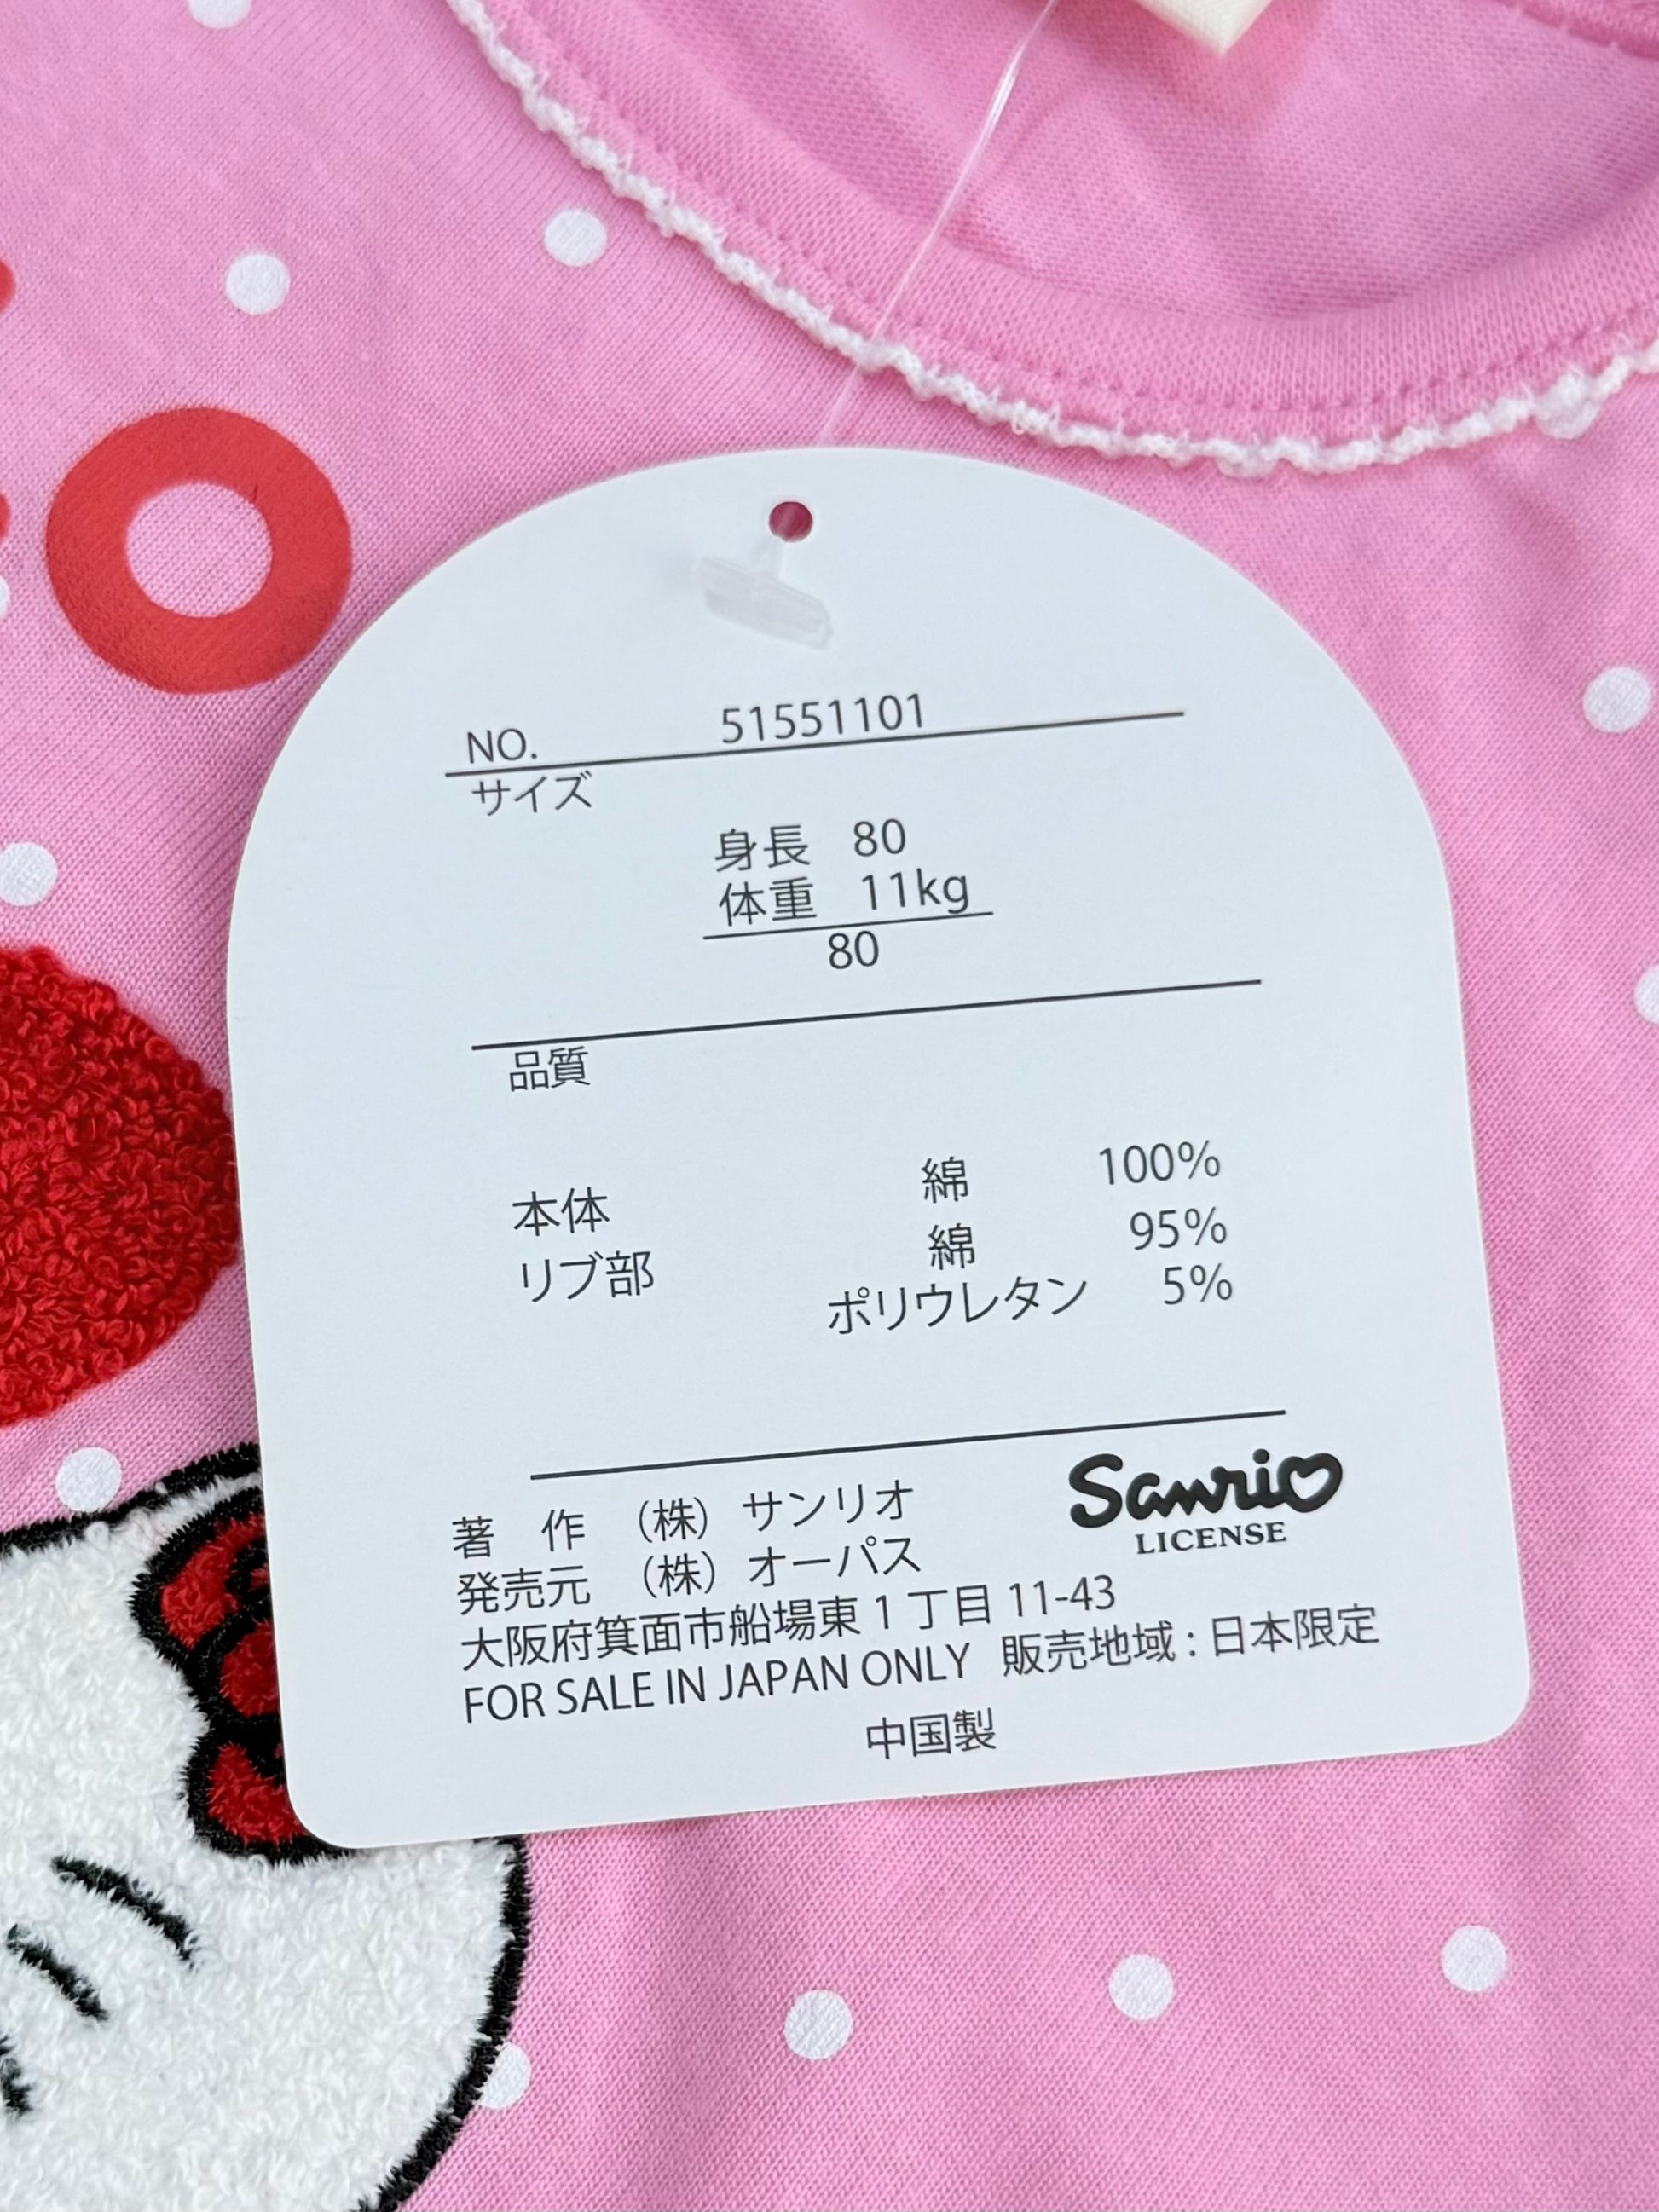 NO. 51551101
サイズ
身長 80
体重 11kg
80
品質
本体 綿 100%
リブ部 綿 95%
ポリウレタン 5%
著 作 (株) サンリオ
Sanrio
LICENSE
発売元 (株) オーパス
大阪府箕面市船場東1丁目 11-43
FOR SALE IN JAPAN ONLY 販売地域 : 日本限定
中国製